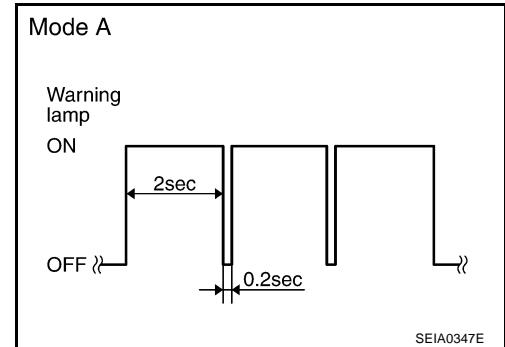 Mode A
Warning
lamp
ON
2sec
OFF
0.2sec
SEIA0347E